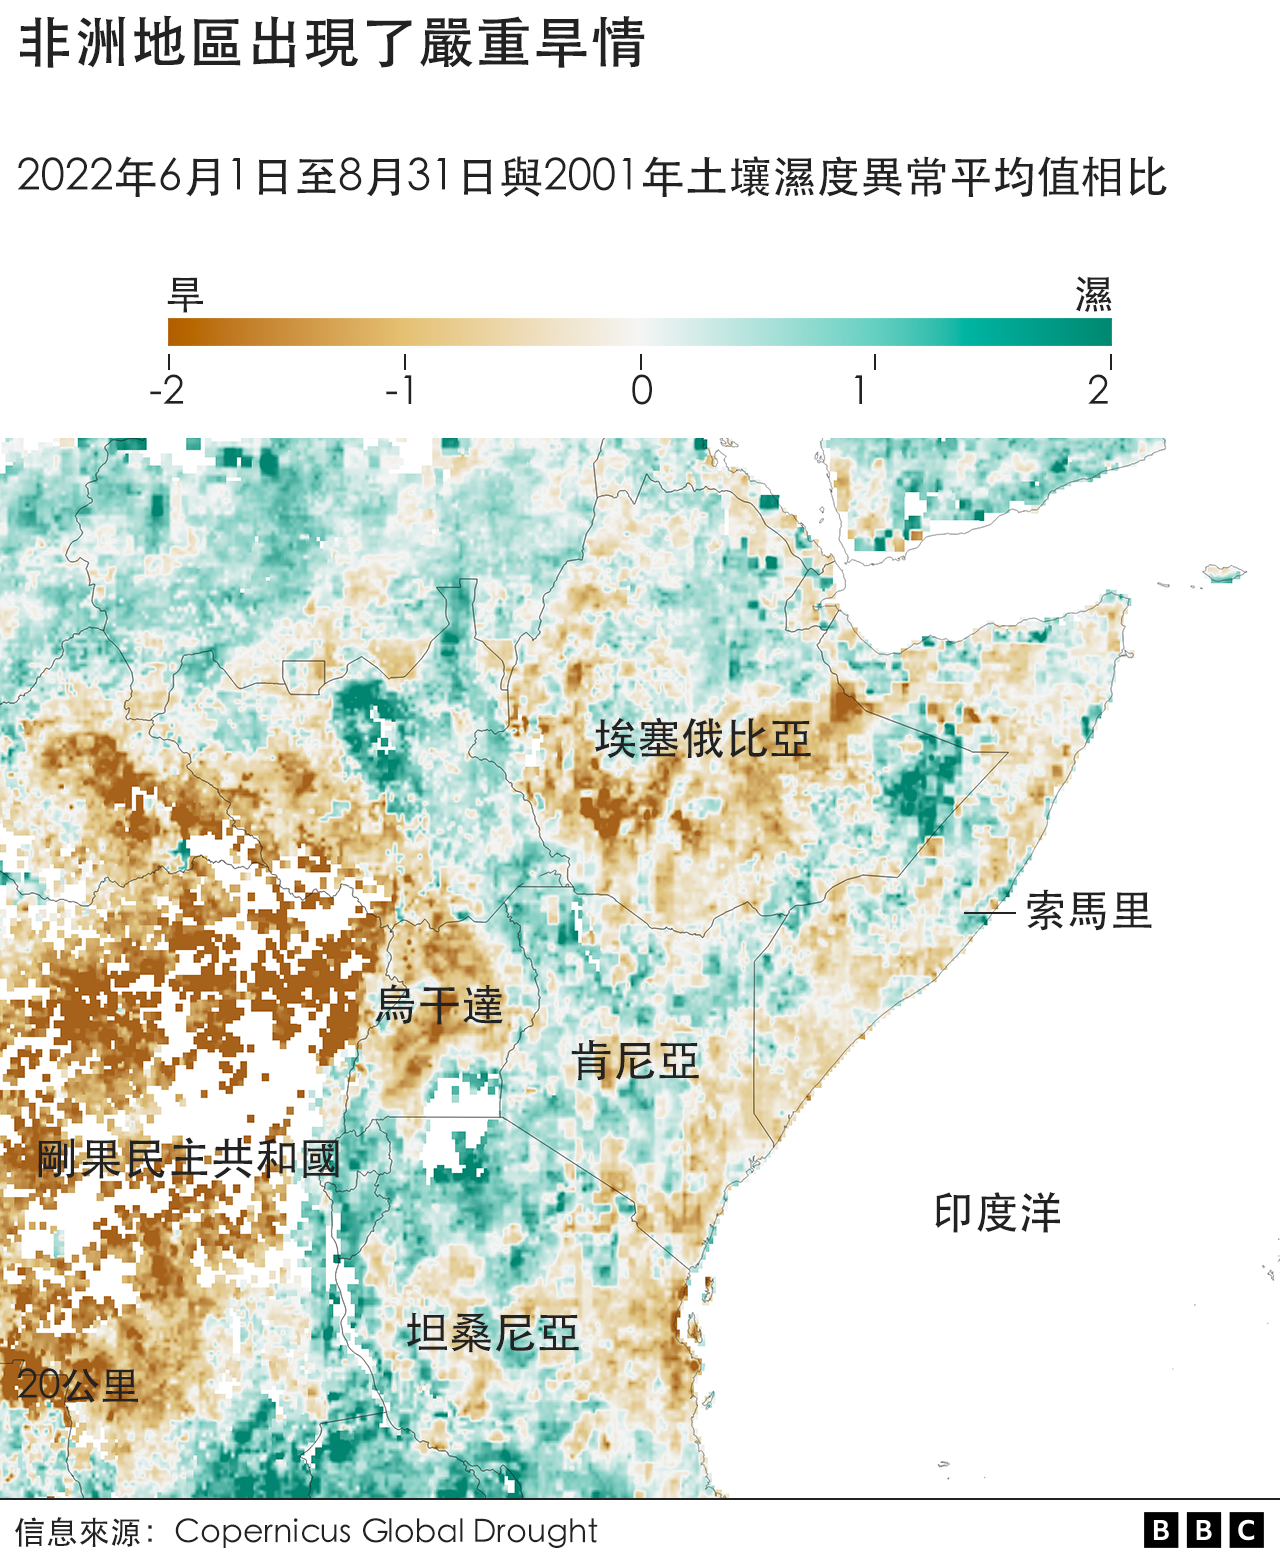 非洲地區出現了嚴重旱情
2022年6月1日至8月31日與2001年土壤濕度異常平均值相比
旱 濕
-2 -1 0 1 2
埃塞俄比亞
索馬里
烏干達
肯尼亞
剛果民主共和國
印度洋
坦桑尼亞
20公里
信息來源：Copernicus Global Drought
BBC